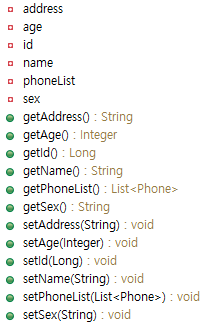 address
age
id
name
phoneList
sex
getAddress() : String
getAge() : Integer
getId() : Long
getName() : String
getPhoneList() : List<Phone>
getSex() : String
setAddress(String) : void
setAge(Integer) : void
setId(Long) : void
setName(String) : void
setPhoneList(List<Phone>) : void
setSex(String) : void